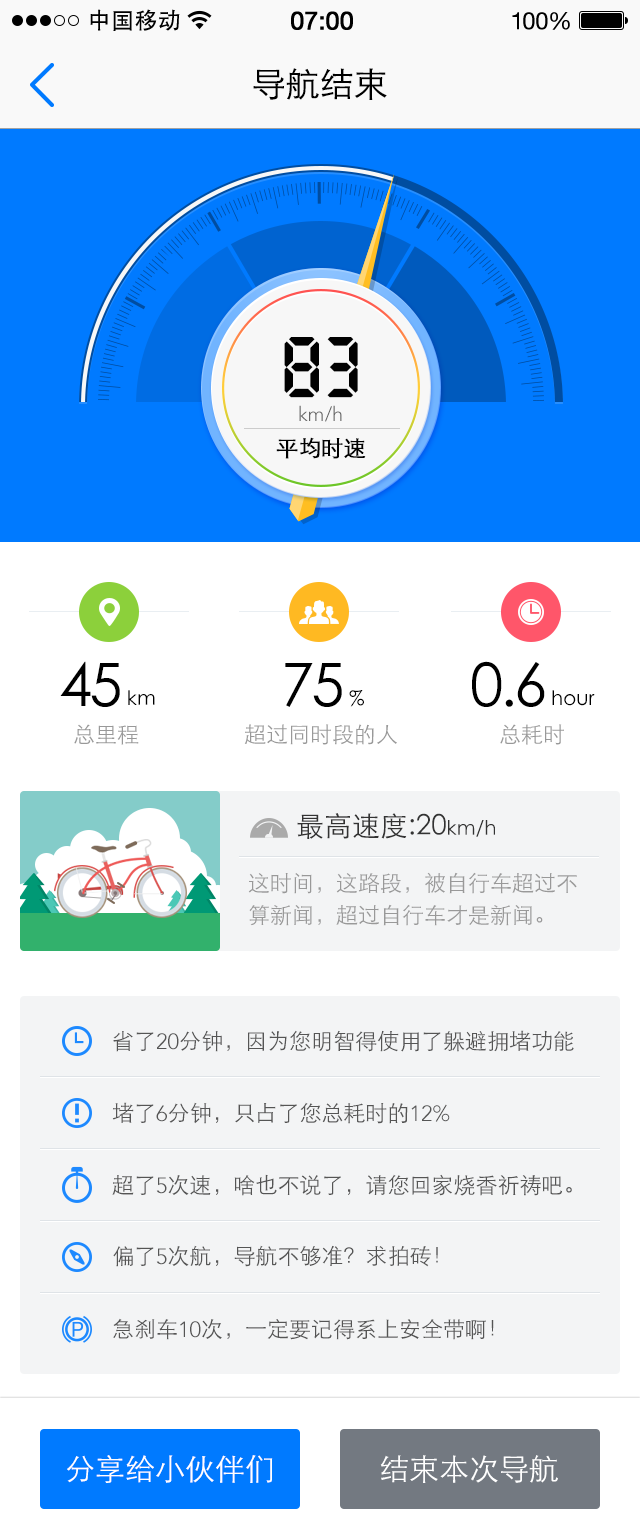 中国移动 07:00 100%
导航结束
83
km/h
平均时速
45 km 75 % 0.6 hour
总里程 超过同时段的人 总耗时
最高速度:20km/h
这时间，这路段，被自行车超过不
算新闻，超过自行车才是新闻。
省了20分钟，因为您明智得使用了躲避拥堵功能
堵了6分钟，只占了您总耗时的12%
超了5次速，啥也不说了，请您回家烧香祈祷吧。
偏了5次航，导航不够准？求拍砖！
P 急刹车10次，一定要记得系上安全带啊！
分享给小伙伴们 结束本次导航